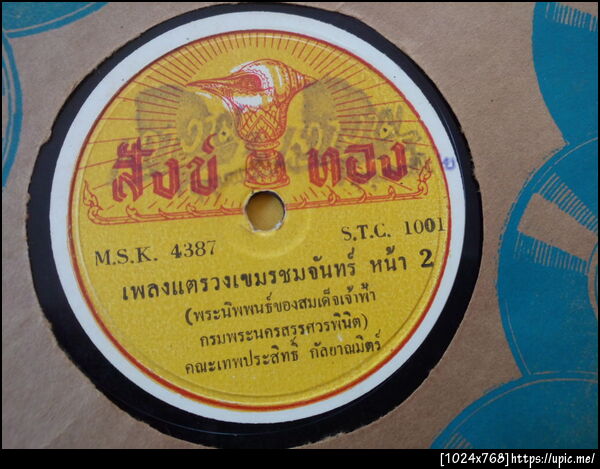 สังข์ ทอง
M.S.K. 4387 S.T.C. 1001
เพลงแตรวงเขมรชมจันทร์ หน้า 2
(พระนิพพนธ์ของสมเด็จเจ้าฟ้า
กรมพระนครสวรรศวรพินิต)
คณะเทพประสิทธิ์ กัลยาณมิตร์
[1024x768]https://upic.me/